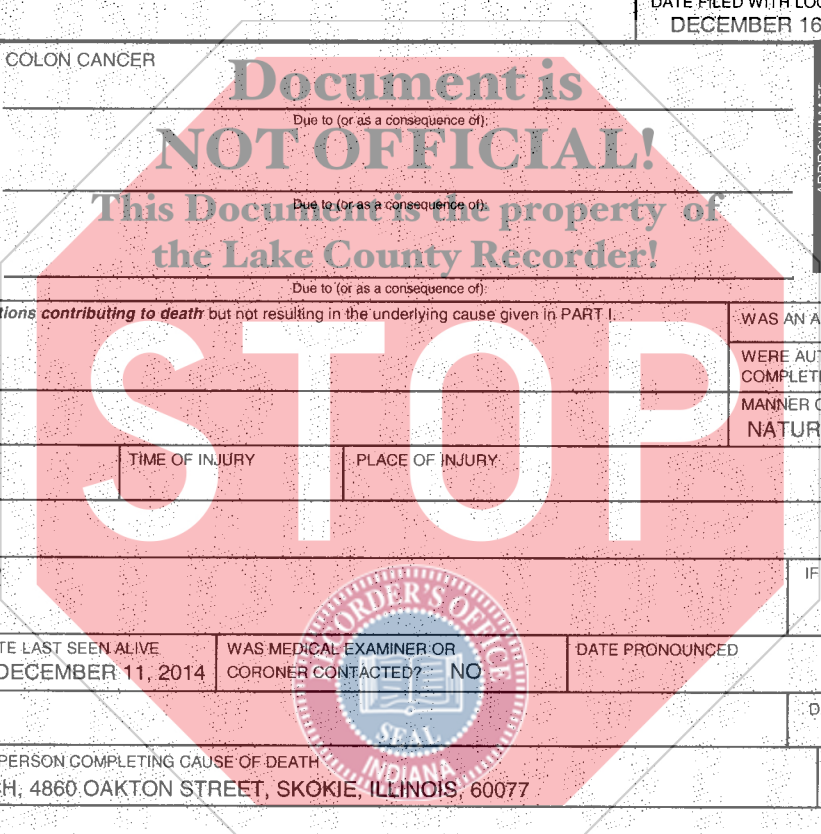 DATE FILED WITH LOC
DECEMBER 16
COLON CANCER
Document is
Due to (or as a consequence of):
NOT OFFICIAL!
This Document is the property of
Due to (or as a consequence of):
the Lake County Recorder!
Due to (or as a consequence of):
tions contributing to death but not resulting in the underlying cause given in PART I.
WAS AN A
WERE AUT
COMPLETE
MANNER O
NATUR
STOP
TIME OF INJURY
PLACE OF INJURY
IF
RECORDER'S OFFICE
TE LAST SEEN ALIVE
DECEMBER 11, 2014
WAS MEDICAL EXAMINER OR
CORONER CONTACTED? NO
DATE PRONOUNCED
SEAL
INDIANA
D
PERSON COMPLETING CAUSE OF DEATH
CH, 4860 OAKTON STREET, SKOKIE, ILLINOIS, 60077